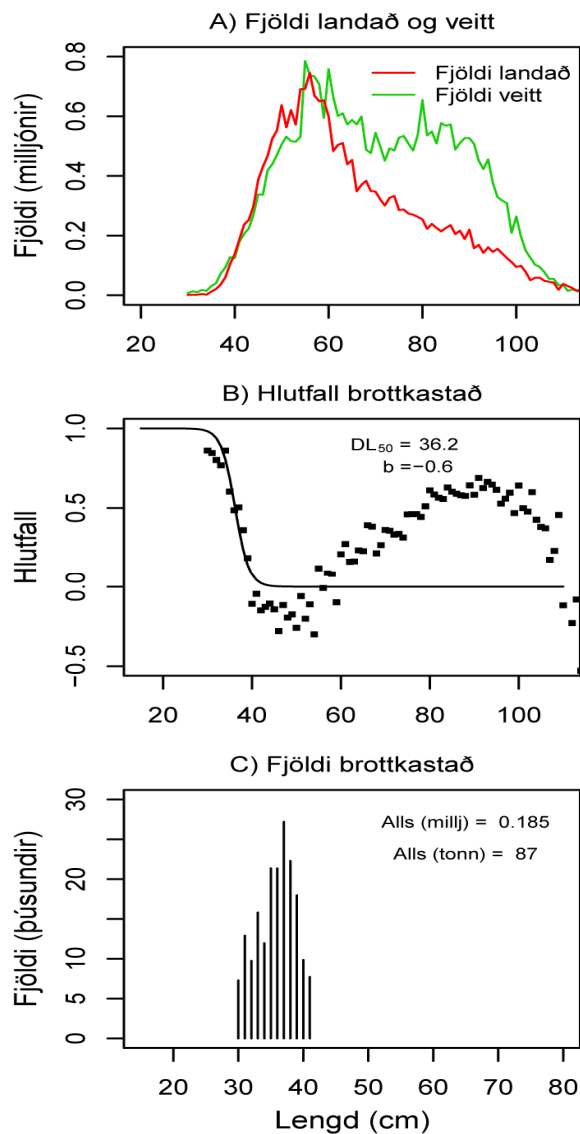 A) Fjöldi landað og veitt
Fjöldi (milljónir)
0.8
0.6
0.4
0.2
0.0
Fjöldi landað
Fjöldi veitt
20 40 60 80 100
B) Hlutfall brottkastað
Hlutfall
1.0
0.5
0.0
−0.5
DL50 = 36.2
b =−0.6
20 40 60 80 100
C) Fjöldi brottkastað
Fjöldi (þúsundir)
30
20
10
5
0
Alls (millj) = 0.185
Alls (tonn) = 87
20 30 40 50 60 70 80
Lengd (cm)